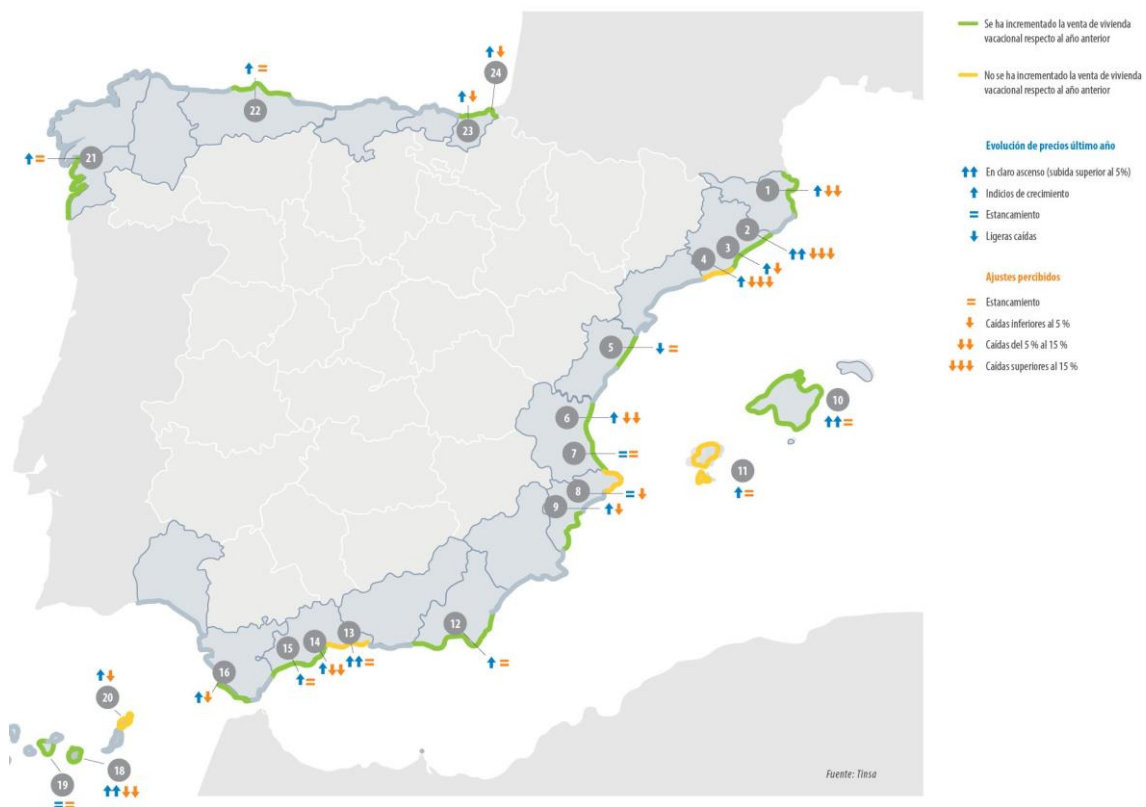 Se ha incrementado la venta de vivienda
vacacional respecto al año anterior
No se ha incrementado la venta de vivienda
vacacional respecto al año anterior
Evolución de precios último año
En claro ascenso (subida superior al 5%)
Indicios de crecimiento
Estancamiento
Ligeras caídas
Ajustes percibidos
Estancamiento
Caídas inferiores al 5 %
Caídas del 5 % al 15 %
Caídas superiores al 15 %
24
22
23
21
1
2
3
4
5
6
7
8
9
10
11
12
13
14
15
16
20
18
19
Fuente: Tinsa